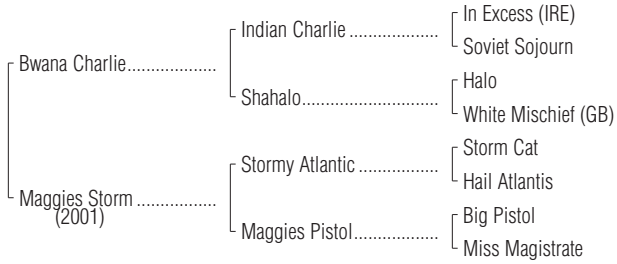 In Excess (IRE)
Indian Charlie ...................
Soviet Sojourn
Bwana Charlie...................
Halo
Shahalo.............................
White Mischief (GB)
Storm Cat
Stormy Atlantic .................
Hail Atlantis
Maggies Storm .................
(2001)
Big Pistol
Maggies Pistol..................
Miss Magistrate